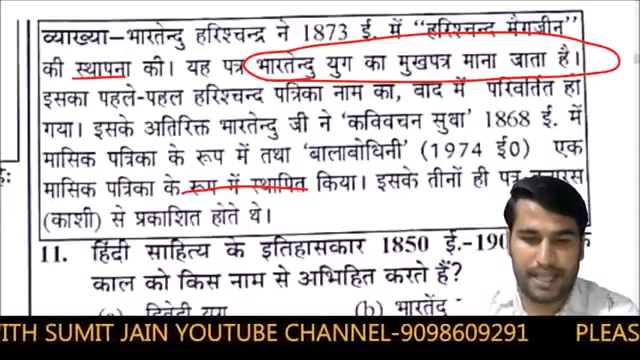 व्याख्या–भारतेन्दु हरिश्चन्द्र ने 1873 ई. में “हरिश्चन्द मैगजीन”
की स्थापना की। यह पत्र भारतेन्दु युग का मुखपत्र माना जाता है।
इसका पहले-पहल हरिश्चन्द पत्रिका नाम का, वाद में परिवर्तित हो
गया। इसके अतिरिक्त भारतेन्दु जी ने ‘कविवचन सुधा’ 1868 ई. में
मासिक पत्रिका के रूप में तथा ‘बालाबोधिनी’ (1974 ई0) एक
मासिक पत्रिका के रूप में स्थापित किया। इसके तीनों ही पत्र
(काशी) से प्रकाशित होते थे।
11. हिंदी साहित्य के इतिहासकार 1850 ई.-190
काल को किस नाम से अभिहित करते हैं?
(a) द्विवेदी युग (b) भारतेंदु
WITH SUMIT JAIN YOUTUBE CHANNEL-9098609291 PLEAS